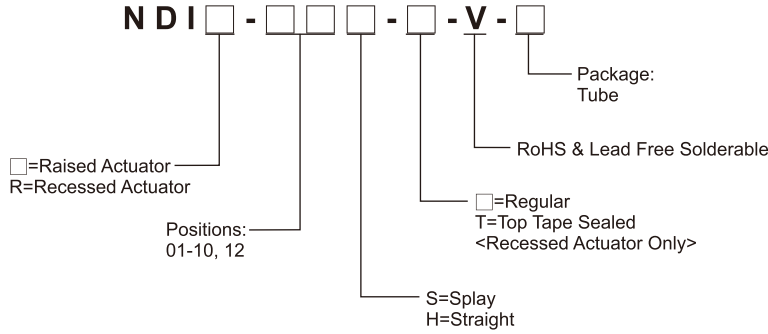 NDI□-□□□-□-V-□
Package:
Tube
RoHS & Lead Free Solderable
□=Raised Actuator
R=Recessed Actuator
□=Regular
T=Top Tape Sealed
<Recessed Actuator Only>
Positions:
01-10, 12
S=Splay
H=Straight